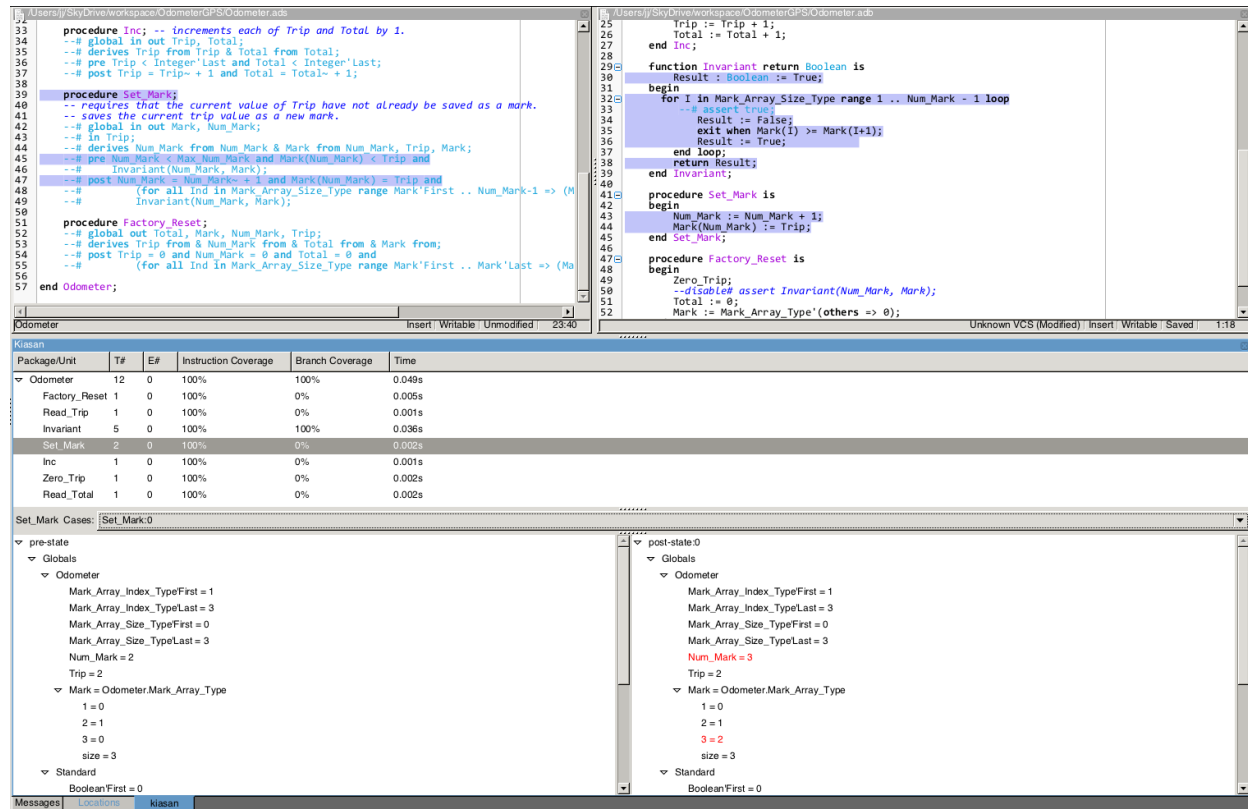 /Users/jj/SkyDrive/workspace/OdometerGPS/Odometer.ads
32
33 procedure Inc; -- increments each of Trip and Total by 1.
34 --# global in out Trip, Total;
35 --# derives Trip from Trip & Total from Total;
36 --# pre Trip < Integer'Last and Total < Integer'Last;
37 --# post Trip = Trip~ + 1 and Total = Total~ + 1;
38
39 procedure Set_Mark;
40 -- requires that the current value of Trip have not already be saved as a mark.
41 -- saves the current trip value as a new mark.
42 --# global in out Mark, Num_Mark;
43 --# in Trip;
44 --# derives Num_Mark from Num_Mark & Mark from Num_Mark, Trip, Mark;
45 --# pre Num_Mark < Max_Num_Mark and Mark(Num_Mark) < Trip and
46 --# Invariant(Num_Mark, Mark);
47 --# post Num_Mark = Num_Mark~ + 1 and Mark(Num_Mark) = Trip and
48 --# (for all Ind in Mark_Array_Size_Type range Mark'First .. Num_Mark-1 => (M
49 --# Invariant(Num_Mark, Mark);
50
51 procedure Factory_Reset;
52 --# global out Total, Mark, Num_Mark, Trip;
53 --# derives Trip from & Num_Mark from & Total from & Mark from;
54 --# post Trip = 0 and Num_Mark = 0 and Total = 0 and
55 --# (for all Ind in Mark_Array_Size_Type range Mark'First .. Mark'Last => (Ma
56
57 end Odometer;
Odometer Insert Writable Unmodified 23:40
/Users/jj/SkyDrive/workspace/OdometerGPS/Odometer.adb
25 Trip := Trip + 1;
26 Total := Total + 1;
27 end Inc;
28
29 function Invariant return Boolean is
30 Result : Boolean := True;
31 begin
32 for I in Mark_Array_Size_Type range 1 .. Num_Mark - 1 loop
33 --# assert true;
34 Result := False;
35 exit when Mark(I) >= Mark(I+1);
36 Result := True;
37 end loop;
38 return Result;
39 end Invariant;
40
41 procedure Set_Mark is
42 begin
43 Num_Mark := Num_Mark + 1;
44 Mark(Num_Mark) := Trip;
45 end Set_Mark;
46
47 procedure Factory_Reset is
48 begin
49 Zero_Trip;
50 --disable# assert Invariant(Num_Mark, Mark);
51 Total := 0;
52 Mark := Mark_Array_Type'(others => 0);
Unknown VCS (Modified) Insert Writable Saved 1:18
Kiasan
Package/Unit T# E# Instruction Coverage Branch Coverage Time
Odometer 12 0 100% 100% 0.049s
Factory_Reset 1 0 100% 0% 0.005s
Read_Trip 1 0 100% 0% 0.001s
Invariant 5 0 100% 100% 0.036s
Set_Mark 2 0 100% 0% 0.002s
Inc 1 0 100% 0% 0.001s
Zero_Trip 1 0 100% 0% 0.002s
Read_Total 1 0 100% 0% 0.002s
Set_Mark Cases: Set_Mark:0
pre-state
Globals
Odometer
Mark_Array_Index_Type'First = 1
Mark_Array_Index_Type'Last = 3
Mark_Array_Size_Type'First = 0
Mark_Array_Size_Type'Last = 3
Num_Mark = 2
Trip = 2
Mark = Odometer.Mark_Array_Type
1 = 0
2 = 1
3 = 0
size = 3
Standard
Boolean'First = 0
post-state:0
Globals
Odometer
Mark_Array_Index_Type'First = 1
Mark_Array_Index_Type'Last = 3
Mark_Array_Size_Type'First = 0
Mark_Array_Size_Type'Last = 3
Num_Mark = 3
Trip = 2
Mark = Odometer.Mark_Array_Type
1 = 0
2 = 1
3 = 2
size = 3
Standard
Boolean'First = 0
Messages Locations kiasan